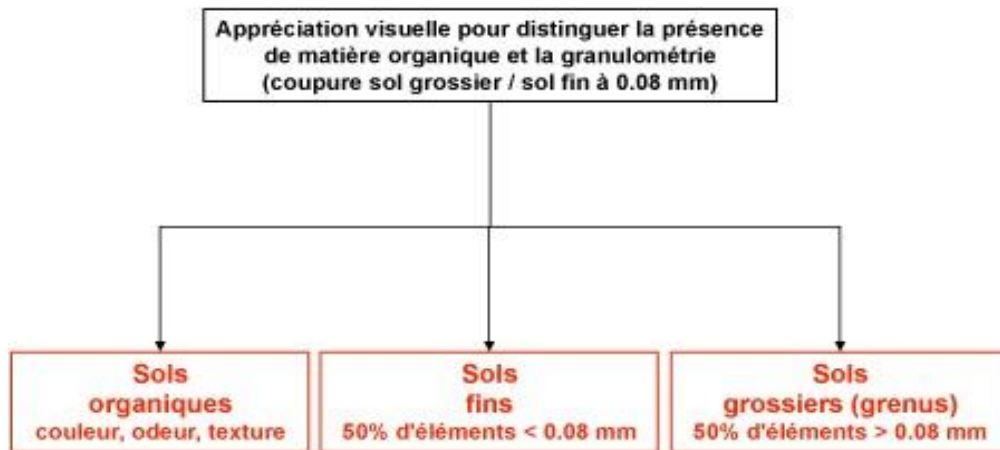 Appréciation visuelle pour distinguer la présence
de matière organique et la granulométrie
(coupure sol grossier / sol fin à 0.08 mm)
Sols
organiques
couleur, odeur, texture
Sols
fins
50% d'éléments < 0.08 mm
Sols
grossiers (grenus)
50% d'éléments > 0.08 mm